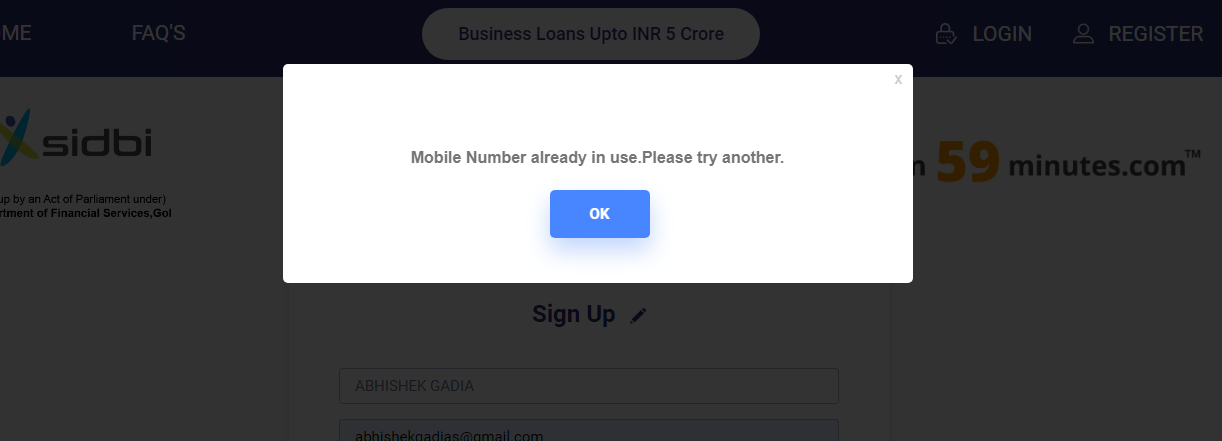 ME
FAQ'S
Business Loans Upto INR 5 Crore
LOGIN
REGISTER
x
sidbi
Mobile Number already in use.Please try another.
n 59 minutes.com™
up by an Act of Parliament under)
rtment of Financial Services,GoI
OK
Sign Up
ABHISHEK GADIA
abhishekgadias@gmail.com